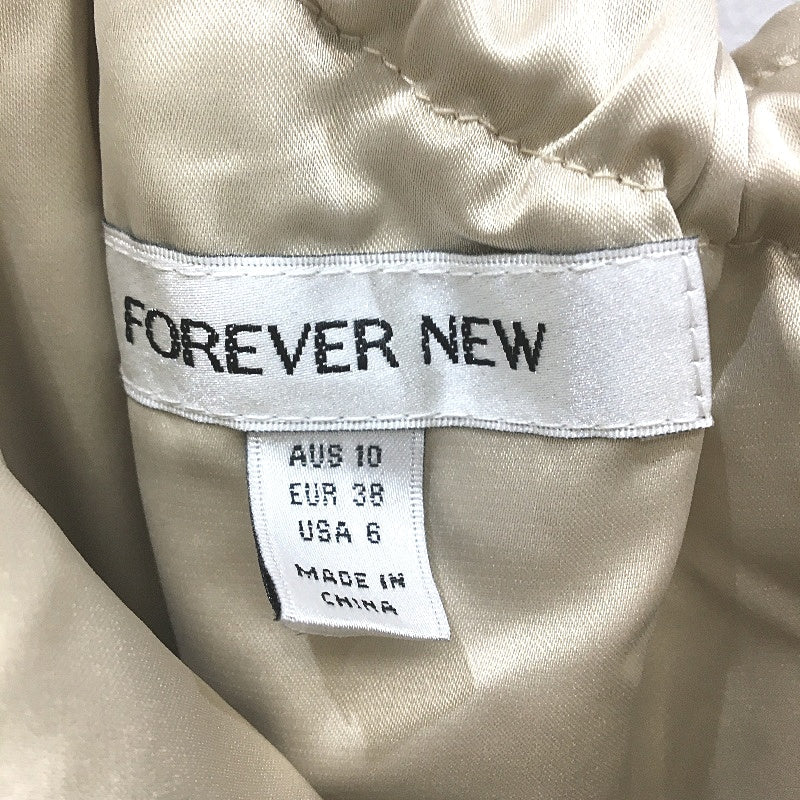 FOREVER NEW
AUS 10
EUR 38
USA 6
MADE IN
CHINA